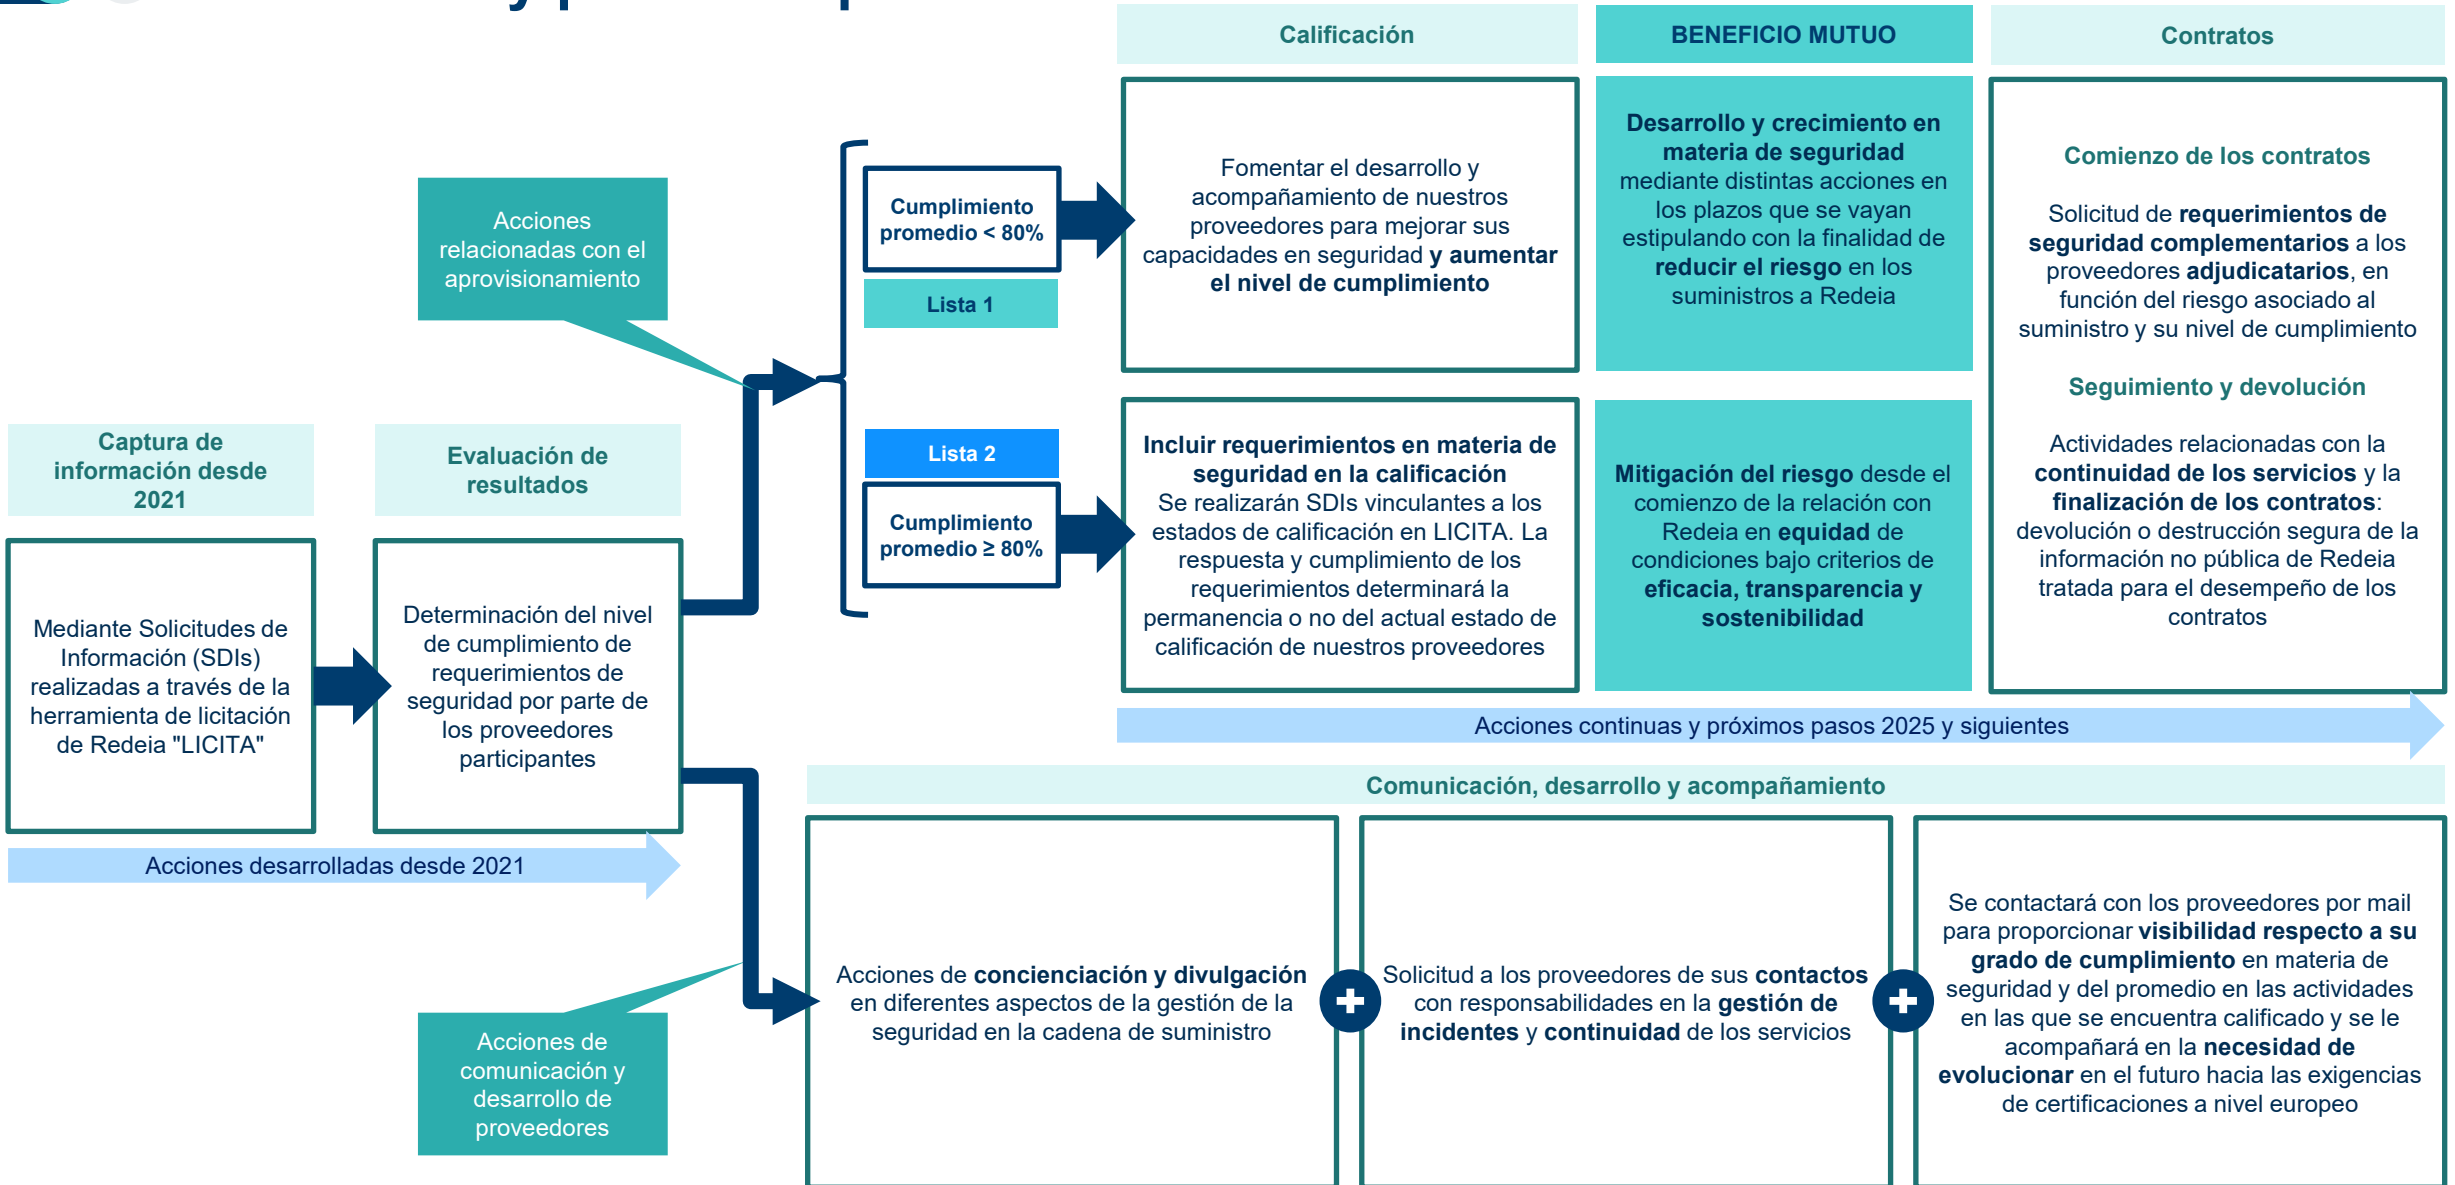 Captura de
información desde
2021
Mediante Solicitudes de
Información (SDIs)
realizadas a través de la
herramienta de licitación
de Redeia "LICITA"
Evaluación de
resultados
Determinación del nivel
de cumplimiento de
requerimientos de
seguridad por parte de
los proveedores
participantes
Acciones desarrolladas desde 2021
Acciones
relacionadas con el
aprovisionamiento
Cumplimiento
promedio < 80%
Lista 1
Lista 2
Cumplimiento
promedio ≥ 80%
Calificación
Fomentar el desarrollo y
acompañamiento de nuestros
proveedores para mejorar sus
capacidades en seguridad y aumentar
el nivel de cumplimiento
Incluir requerimientos en materia de
seguridad en la calificación
Se realizarán SDIs vinculantes a los
estados de calificación en LICITA. La
respuesta y cumplimiento de los
requerimientos determinará la
permanencia o no del actual estado de
calificación de nuestros proveedores
BENEFICIO MUTUO
Desarrollo y crecimiento en
materia de seguridad
mediante distintas acciones en
los plazos que se vayan
estipulando con la finalidad de
reducir el riesgo en los
suministros a Redeia
Mitigación del riesgo desde el
comienzo de la relación con
Redeia en equidad de
condiciones bajo criterios de
eficacia, transparencia y
sostenibilidad
Contratos
Comienzo de los contratos
Solicitud de requerimientos de
seguridad complementarios a los
proveedores adjudicatarios, en
función del riesgo asociado al
suministro y su nivel de cumplimiento
Seguimiento y devolución
Actividades relacionadas con la
continuidad de los servicios y la
finalización de los contratos:
devolución o destrucción segura de la
información no pública de Redeia
tratada para el desempeño de los
contratos
Acciones continuas y próximos pasos 2025 y siguientes
Comunicación, desarrollo y acompañamiento
Acciones de
comunicación y
desarrollo de
proveedores
Acciones de concienciación y divulgación
en diferentes aspectos de la gestión de la
seguridad en la cadena de suministro
Solicitud a los proveedores de sus contactos
con responsabilidades en la gestión de
incidentes y continuidad de los servicios
Se contactará con los proveedores por mail
para proporcionar visibilidad respecto a su
grado de cumplimiento en materia de
seguridad y del promedio en las actividades
en las que se encuentra calificado y se le
acompañará en la necesidad de
evolucionar en el futuro hacia las exigencias
de certificaciones a nivel europeo